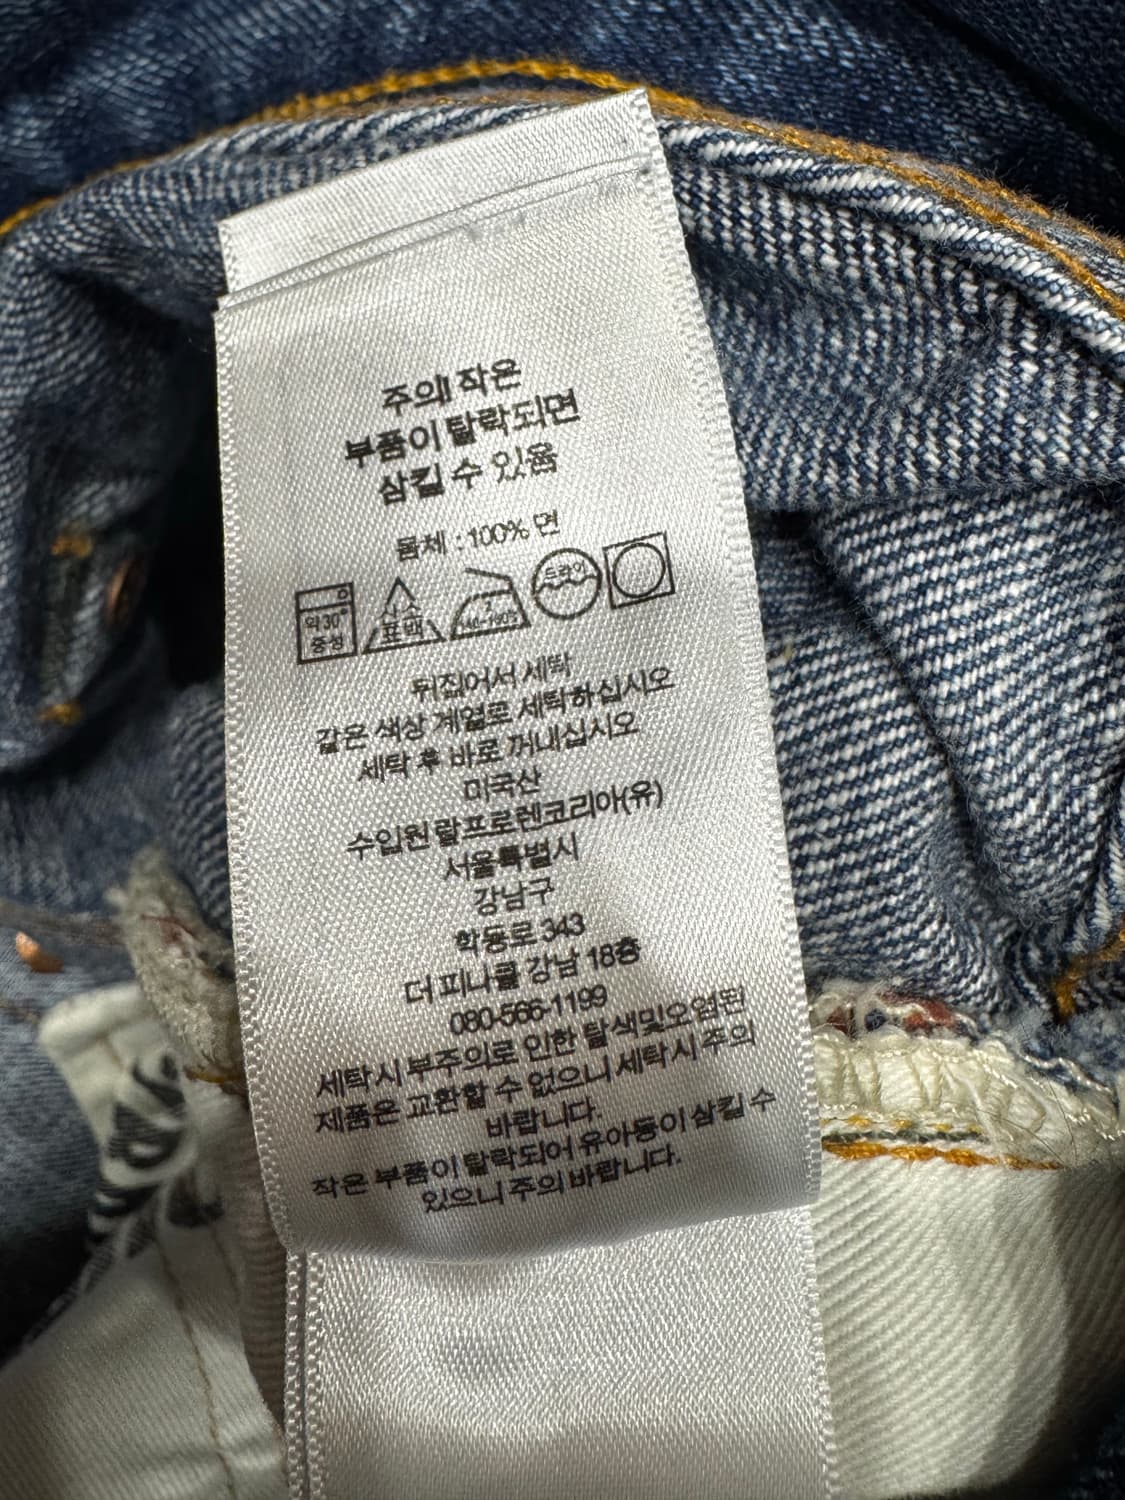 주의! 작은
부품이 탈락되면
삼킬 수 있음
몸체 : 100% 면
약30°
중성
산소
표백
2
140~160°C
드라이
뒤집어서 세탁
같은 색상 계열로 세탁하십시오
세탁 후 바로 꺼내십시오
미국산
수입원 랄프로렌코리아(유)
서울특별시
강남구
학동로 343
더 피나클 강남 18층
080-566-1199
세탁시 부주의로 인한 탈색및오염된
제품은 교환할 수 없으니 세탁시 주의
바랍니다.
작은 부품이 탈락되어 유아동이 삼킬 수
있으니 주의 바랍니다.